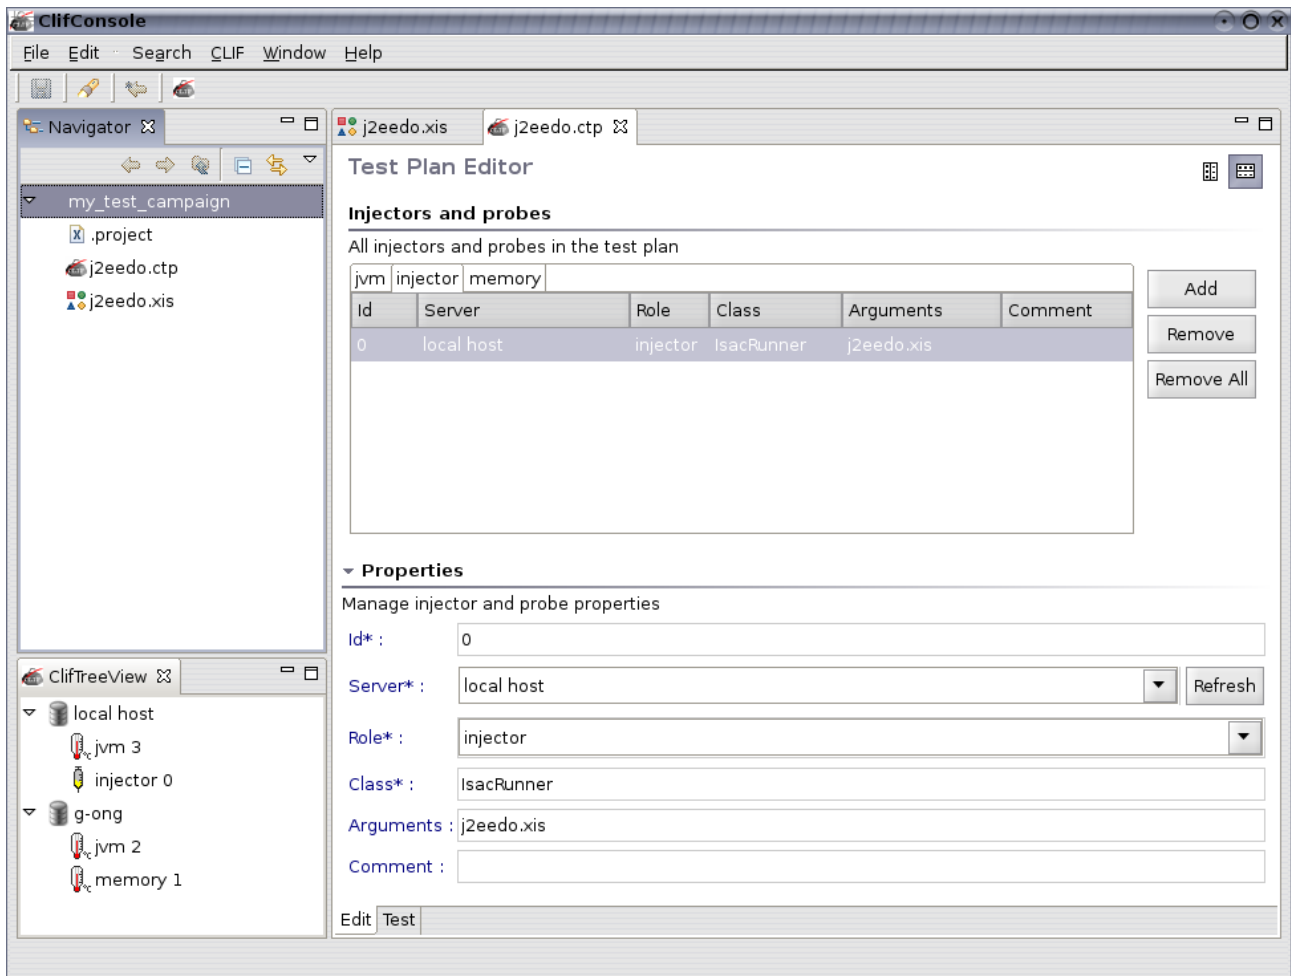 ClifConsole
File Edit Search CLIF Window Help
Navigator
my_test_campaign
.project
j2eedo.ctp
j2eedo.xis
ClifTreeView
local host
jvm 3
injector 0
g-ong
jvm 2
memory 1
j2eedo.xis j2eedo.ctp
Test Plan Editor
Injectors and probes
All injectors and probes in the test plan
jvm injector memory
Id Server Role Class Arguments Comment
0 local host injector IsacRunner j2eedo.xis
Add
Remove
Remove All
Properties
Manage injector and probe properties
Id* : 0
Server* : local host Refresh
Role* : injector
Class* : IsacRunner
Arguments : j2eedo.xis
Comment :
Edit Test